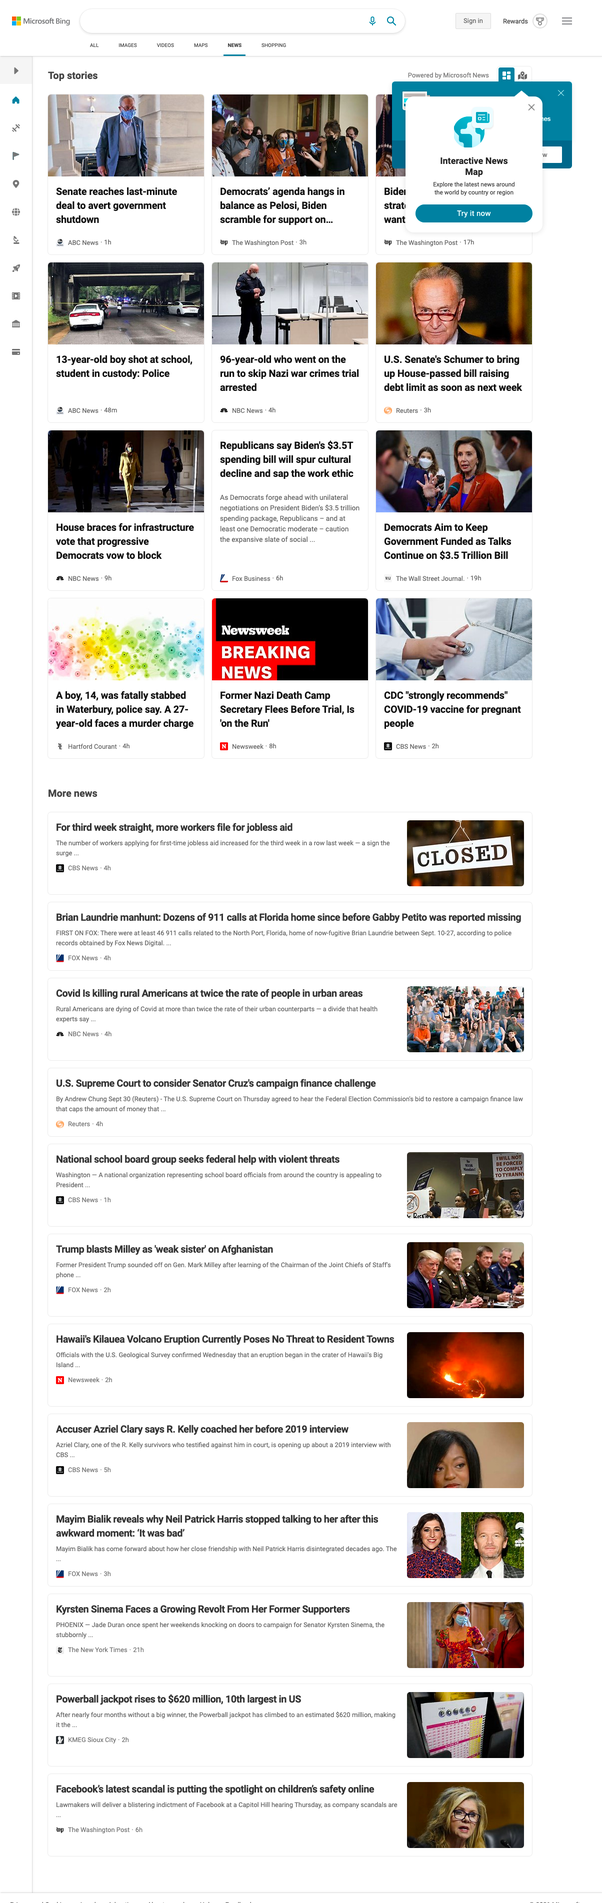 Microsoft Bing
Sign in
Rewards
ALL
IMAGES
VIDEOS
MAPS
NEWS
SHOPPING
Top stories
Powered by Microsoft News
Interactive News
Map
Explore the latest news around
the world by country or region
Try it now
Senate reaches last-minute
deal to avert government
shutdown
ABC News · 1h
Democrats' agenda hangs in
balance as Pelosi, Biden
scramble for support on...
The Washington Post · 3h
Biden
strate
want
The Washington Post · 17h
13-year-old boy shot at school,
student in custody: Police
ABC News · 48m
96-year-old who went on the
run to skip Nazi war crimes trial
arrested
NBC News · 4h
U.S. Senate's Schumer to bring
up House-passed bill raising
debt limit as soon as next week
Reuters · 3h
House braces for infrastructure
vote that progressive
Democrats vow to block
NBC News · 9h
Republicans say Biden's $3.5T
spending bill will spur cultural
decline and sap the work ethic
As Democrats forge ahead with unilateral
negotiations on President Biden's $3.5 trillion
spending package, Republicans – and at
least one Democratic moderate – caution
the expansive slate of social ...
Fox Business · 6h
Democrats Aim to Keep
Government Funded as Talks
Continue on $3.5 Trillion Bill
The Wall Street Journal. · 19h
A boy, 14, was fatally stabbed
in Waterbury, police say. A 27-
year-old faces a murder charge
Hartford Courant · 4h
Newsweek
BREAKING
NEWS
Former Nazi Death Camp
Secretary Flees Before Trial, Is
'on the Run'
Newsweek · 8h
CDC "strongly recommends"
COVID-19 vaccine for pregnant
people
CBS News · 2h
More news
For third week straight, more workers file for jobless aid
The number of workers applying for first-time jobless aid increased for the third week in a row last week — a sign the
surge ...
CBS News · 4h
CLOSED
Brian Laundrie manhunt: Dozens of 911 calls at Florida home since before Gabby Petito was reported missing
FIRST ON FOX: There were at least 46 911 calls related to the North Port, Florida, home of now-fugitive Brian Laundrie between Sept. 10-27, according to police
records obtained by Fox News Digital. ...
FOX News · 4h
Covid Is killing rural Americans at twice the rate of people in urban areas
Rural Americans are dying of Covid at more than twice the rate of their urban counterparts — a divide that health
experts say ...
NBC News · 4h
U.S. Supreme Court to consider Senator Cruz's campaign finance challenge
By Andrew Chung Sept 30 (Reuters) - The U.S. Supreme Court on Thursday agreed to hear the Federal Election Commission's bid to restore a campaign finance law
that caps the amount of money that ...
Reuters · 4h
National school board group seeks federal help with violent threats
Washington — A national organization representing school board officials from around the country is appealing to
President ...
CBS News · 1h
I WILL NOT
BE FORCED
TO COMPLY
TO TYRANNY
Trump blasts Milley as 'weak sister' on Afghanistan
Former President Trump sounded off on Gen. Mark Milley after learning of the Chairman of the Joint Chiefs of Staff's
phone ...
FOX News · 2h
Hawaii's Kilauea Volcano Eruption Currently Poses No Threat to Resident Towns
Officials with the U.S. Geological Survey confirmed Wednesday that an eruption began in the crater of Hawaii's Big
Island ...
Newsweek · 2h
Accuser Azriel Clary says R. Kelly coached her before 2019 interview
Azriel Clary, one of the R. Kelly survivors who testified against him in court, is opening up about a 2019 interview with
CBS ...
CBS News · 5h
Mayim Bialik reveals why Neil Patrick Harris stopped talking to her after this
awkward moment: 'It was bad'
Mayim Bialik has come forward about how her close friendship with Neil Patrick Harris disintegrated decades ago. The
...
FOX News · 3h
Kyrsten Sinema Faces a Growing Revolt From Her Former Supporters
PHOENIX — Jade Duran once spent her weekends knocking on doors to campaign for Senator Kyrsten Sinema, the
stubbornly ...
The New York Times · 21h
Powerball jackpot rises to $620 million, 10th largest in US
After nearly four months without a big winner, the Powerball jackpot has climbed to an estimated $620 million, making
it the ...
KMEG Sioux City · 2h
Facebook's latest scandal is putting the spotlight on children's safety online
Lawmakers will deliver a blistering indictment of Facebook at a Capitol Hill hearing Thursday, as company scandals are
...
The Washington Post · 6h